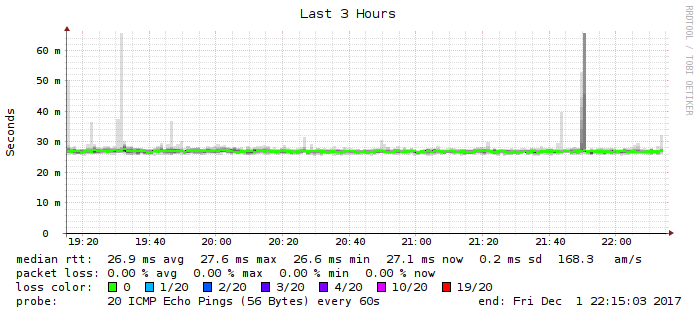 Last 3 Hours
RRDTOOL / TOBI OETIKER
Seconds
60 m
50 m
40 m
30 m
20 m
10 m
0
19:20 19:40 20:00 20:20 20:40 21:00 21:20 21:40 22:00
median rtt: 26.9 ms avg 27.6 ms max 26.6 ms min 27.1 ms now 0.2 ms sd 168.3 am/s
packet loss: 0.00 % avg 0.00 % max 0.00 % min 0.00 % now
loss color: 0 1/20 2/20 3/20 4/20 10/20 19/20
probe: 20 ICMP Echo Pings (56 Bytes) every 60s end: Fri Dec 1 22:15:03 2017